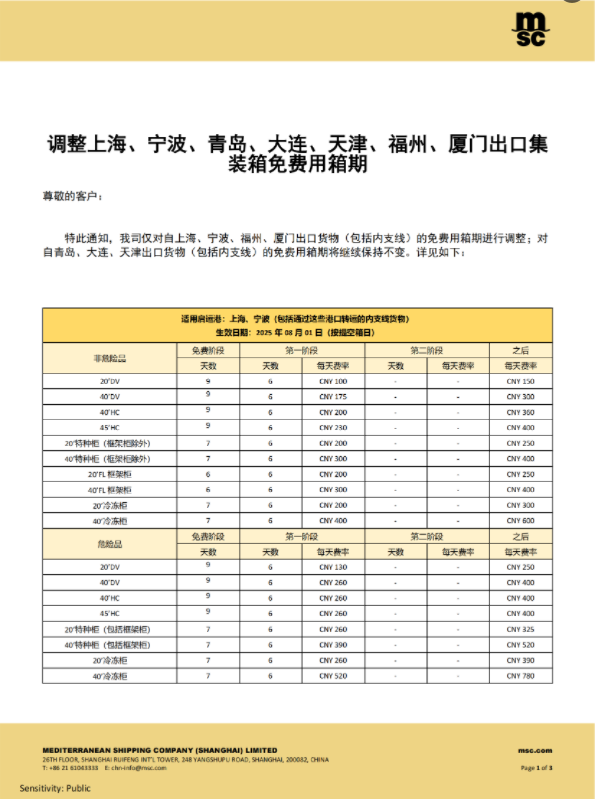 msc
调整上海、宁波、青岛、大连、天津、福州、厦门出口集
装箱免费用箱期
尊敬的客户：
特此通知，我司仅对自上海、宁波、福州、厦门出口货物（包括内支线）的免费用箱期进行调整；对
自青岛、大连、天津出口货物（包括内支线）的免费用箱期将继续保持不变。详见如下：
适用启运港：上海、宁波（包括通过这些港口转运的内支线货物）
生效日期：2025 年 08 月 01 日（按提空箱日）
非危险品 免费阶段 第一阶段 第二阶段 之后
天数 天数 每天费率 天数 每天费率 每天费率
20'DV 9 6 CNY 100 - - CNY 150
40'DV 9 6 CNY 175 - - CNY 300
40'HC 9 6 CNY 200 - - CNY 360
45'HC 9 6 CNY 230 - - CNY 400
20'特种柜（框架柜除外） 7 6 CNY 200 - - CNY 250
40'特种柜（框架柜除外） 7 6 CNY 300 - - CNY 400
20'FL 框架柜 6 6 CNY 200 - - CNY 250
40'FL 框架柜 6 6 CNY 300 - - CNY 400
20'冷冻柜 7 6 CNY 200 - - CNY 300
40'冷冻柜 7 6 CNY 400 - - CNY 600
危险品 免费阶段 第一阶段 第二阶段 之后
天数 天数 每天费率 天数 每天费率 每天费率
20'DV 9 6 CNY 130 - - CNY 250
40'DV 9 6 CNY 260 - - CNY 400
40'HC 9 6 CNY 260 - - CNY 400
45'HC 9 6 CNY 260 - - CNY 400
20'特种柜（包括框架柜） 7 6 CNY 260 - - CNY 325
40'特种柜（包括框架柜） 7 6 CNY 390 - - CNY 520
20'冷冻柜 7 6 CNY 260 - - CNY 390
40'冷冻柜 7 6 CNY 520 - - CNY 780
MEDITERRANEAN SHIPPING COMPANY (SHANGHAI) LIMITED msc.com
26TH FLOOR, SHANGHAI RUIFENG INT'L TOWER, 248 YANGSHUPU ROAD, SHANGHAI, 200082, CHINA
T: +86 21 61043333 E: chn-info@msc.com Page 1 of 3
Sensitivity: Public